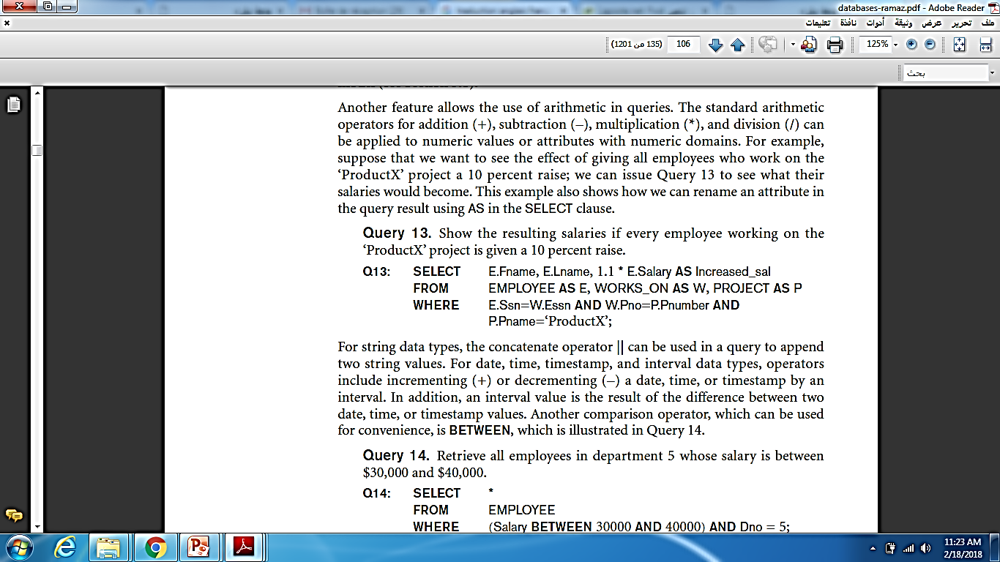 databases-ramaz.pdf - Adobe Reader
ملف تحرير عرض وثيقة أدوات نافذة تعليمات
(135 من 1201) 106 125%
بحث
Another feature allows the use of arithmetic in queries. The standard arithmetic
operators for addition (+), subtraction (–), multiplication (*), and division (/) can
be applied to numeric values or attributes with numeric domains. For example,
suppose that we want to see the effect of giving all employees who work on the
‘ProductX’ project a 10 percent raise; we can issue Query 13 to see what their
salaries would become. This example also shows how we can rename an attribute in
the query result using AS in the SELECT clause.
Query 13. Show the resulting salaries if every employee working on the
‘ProductX’ project is given a 10 percent raise.
Q13: SELECT E.Fname, E.Lname, 1.1 * E.Salary AS Increased_sal
FROM EMPLOYEE AS E, WORKS_ON AS W, PROJECT AS P
WHERE E.Ssn=W.Essn AND W.Pno=P.Pnumber AND
P.Pname=‘ProductX’;
For string data types, the concatenate operator || can be used in a query to append
two string values. For date, time, timestamp, and interval data types, operators
include incrementing (+) or decrementing (–) a date, time, or timestamp by an
interval. In addition, an interval value is the result of the difference between two
date, time, or timestamp values. Another comparison operator, which can be used
for convenience, is BETWEEN, which is illustrated in Query 14.
Query 14. Retrieve all employees in department 5 whose salary is between
$30,000 and $40,000.
Q14: SELECT *
FROM EMPLOYEE
WHERE (Salary BETWEEN 30000 AND 40000) AND Dno = 5;
11:23 AM
2/18/2018